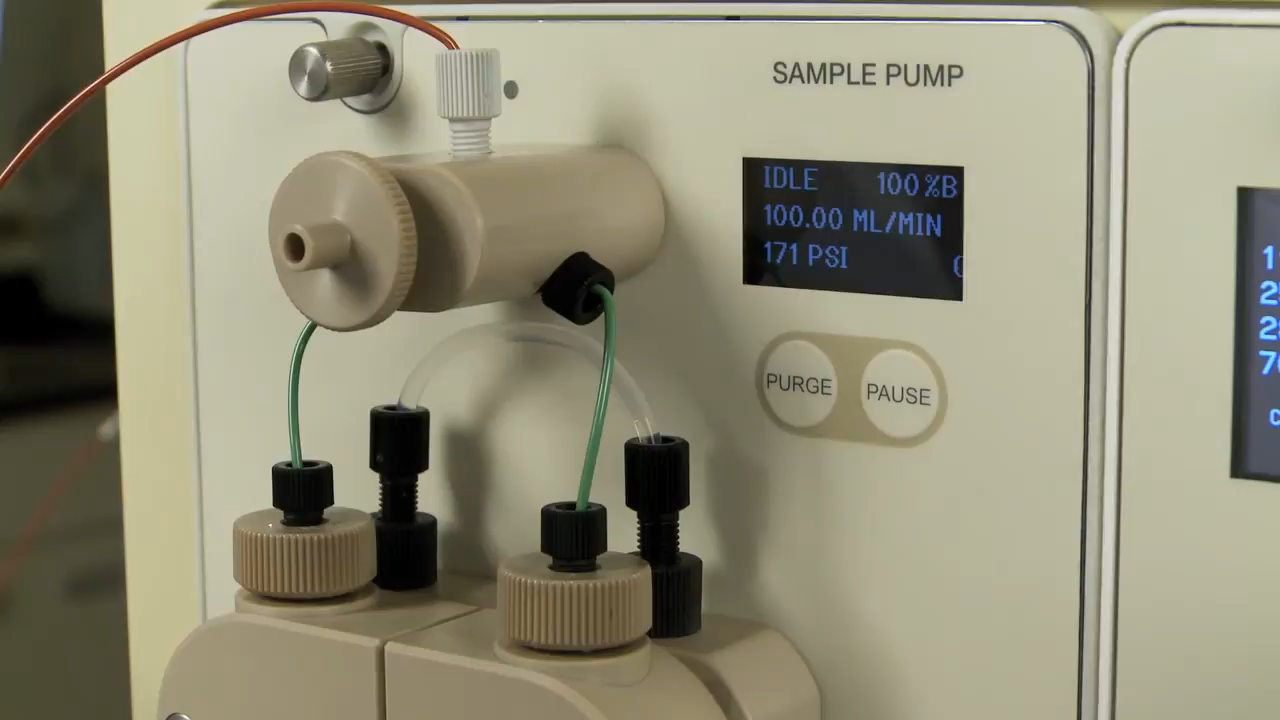 SAMPLE PUMP
IDLE 100 %B
100.00 ML/MIN
171 PSI
PURGE
PAUSE